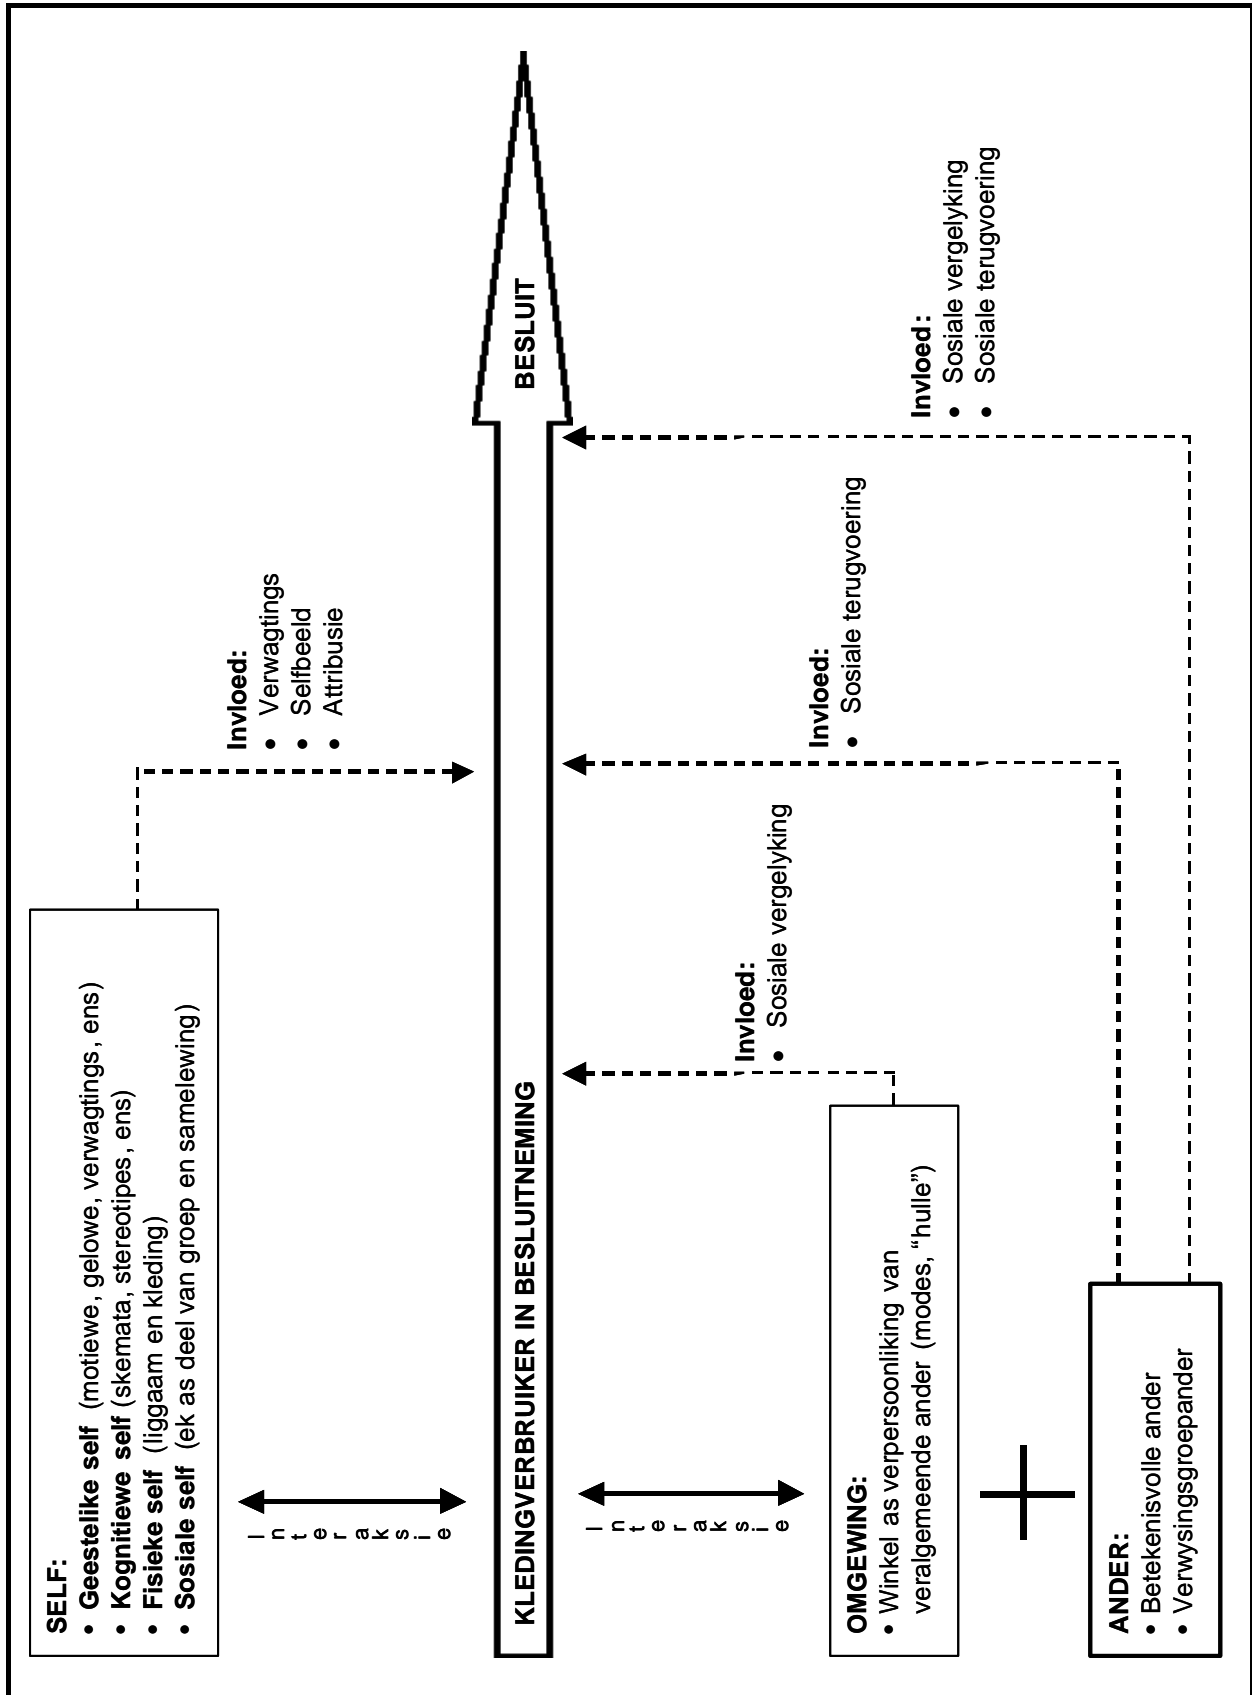 SELF:
• Geestelike self (motiewe, gelowe, verwagtings, ens)
• Kognitiewe self (skemata, stereotipes, ens)
• Fisieke self (liggaam en kleding)
• Sosiale self (ek as deel van groep en samelewing)
Invloed:
• Verwagtings
• Selfbeeld
• Attribusie
Interaksie
KLEDINGVERBRUIKER IN BESLUITNEMING
BESLUIT
Interaksie
Invloed:
• Sosiale vergelyking
Invloed:
• Sosiale terugvoering
Invloed:
• Sosiale vergelyking
• Sosiale terugvoering
OMGEWING:
• Winkel as verpersoonliking van
veralgemeende ander (modes, “hulle”)
ANDER:
• Betekenisvolle ander
• Verwysingsgroepander